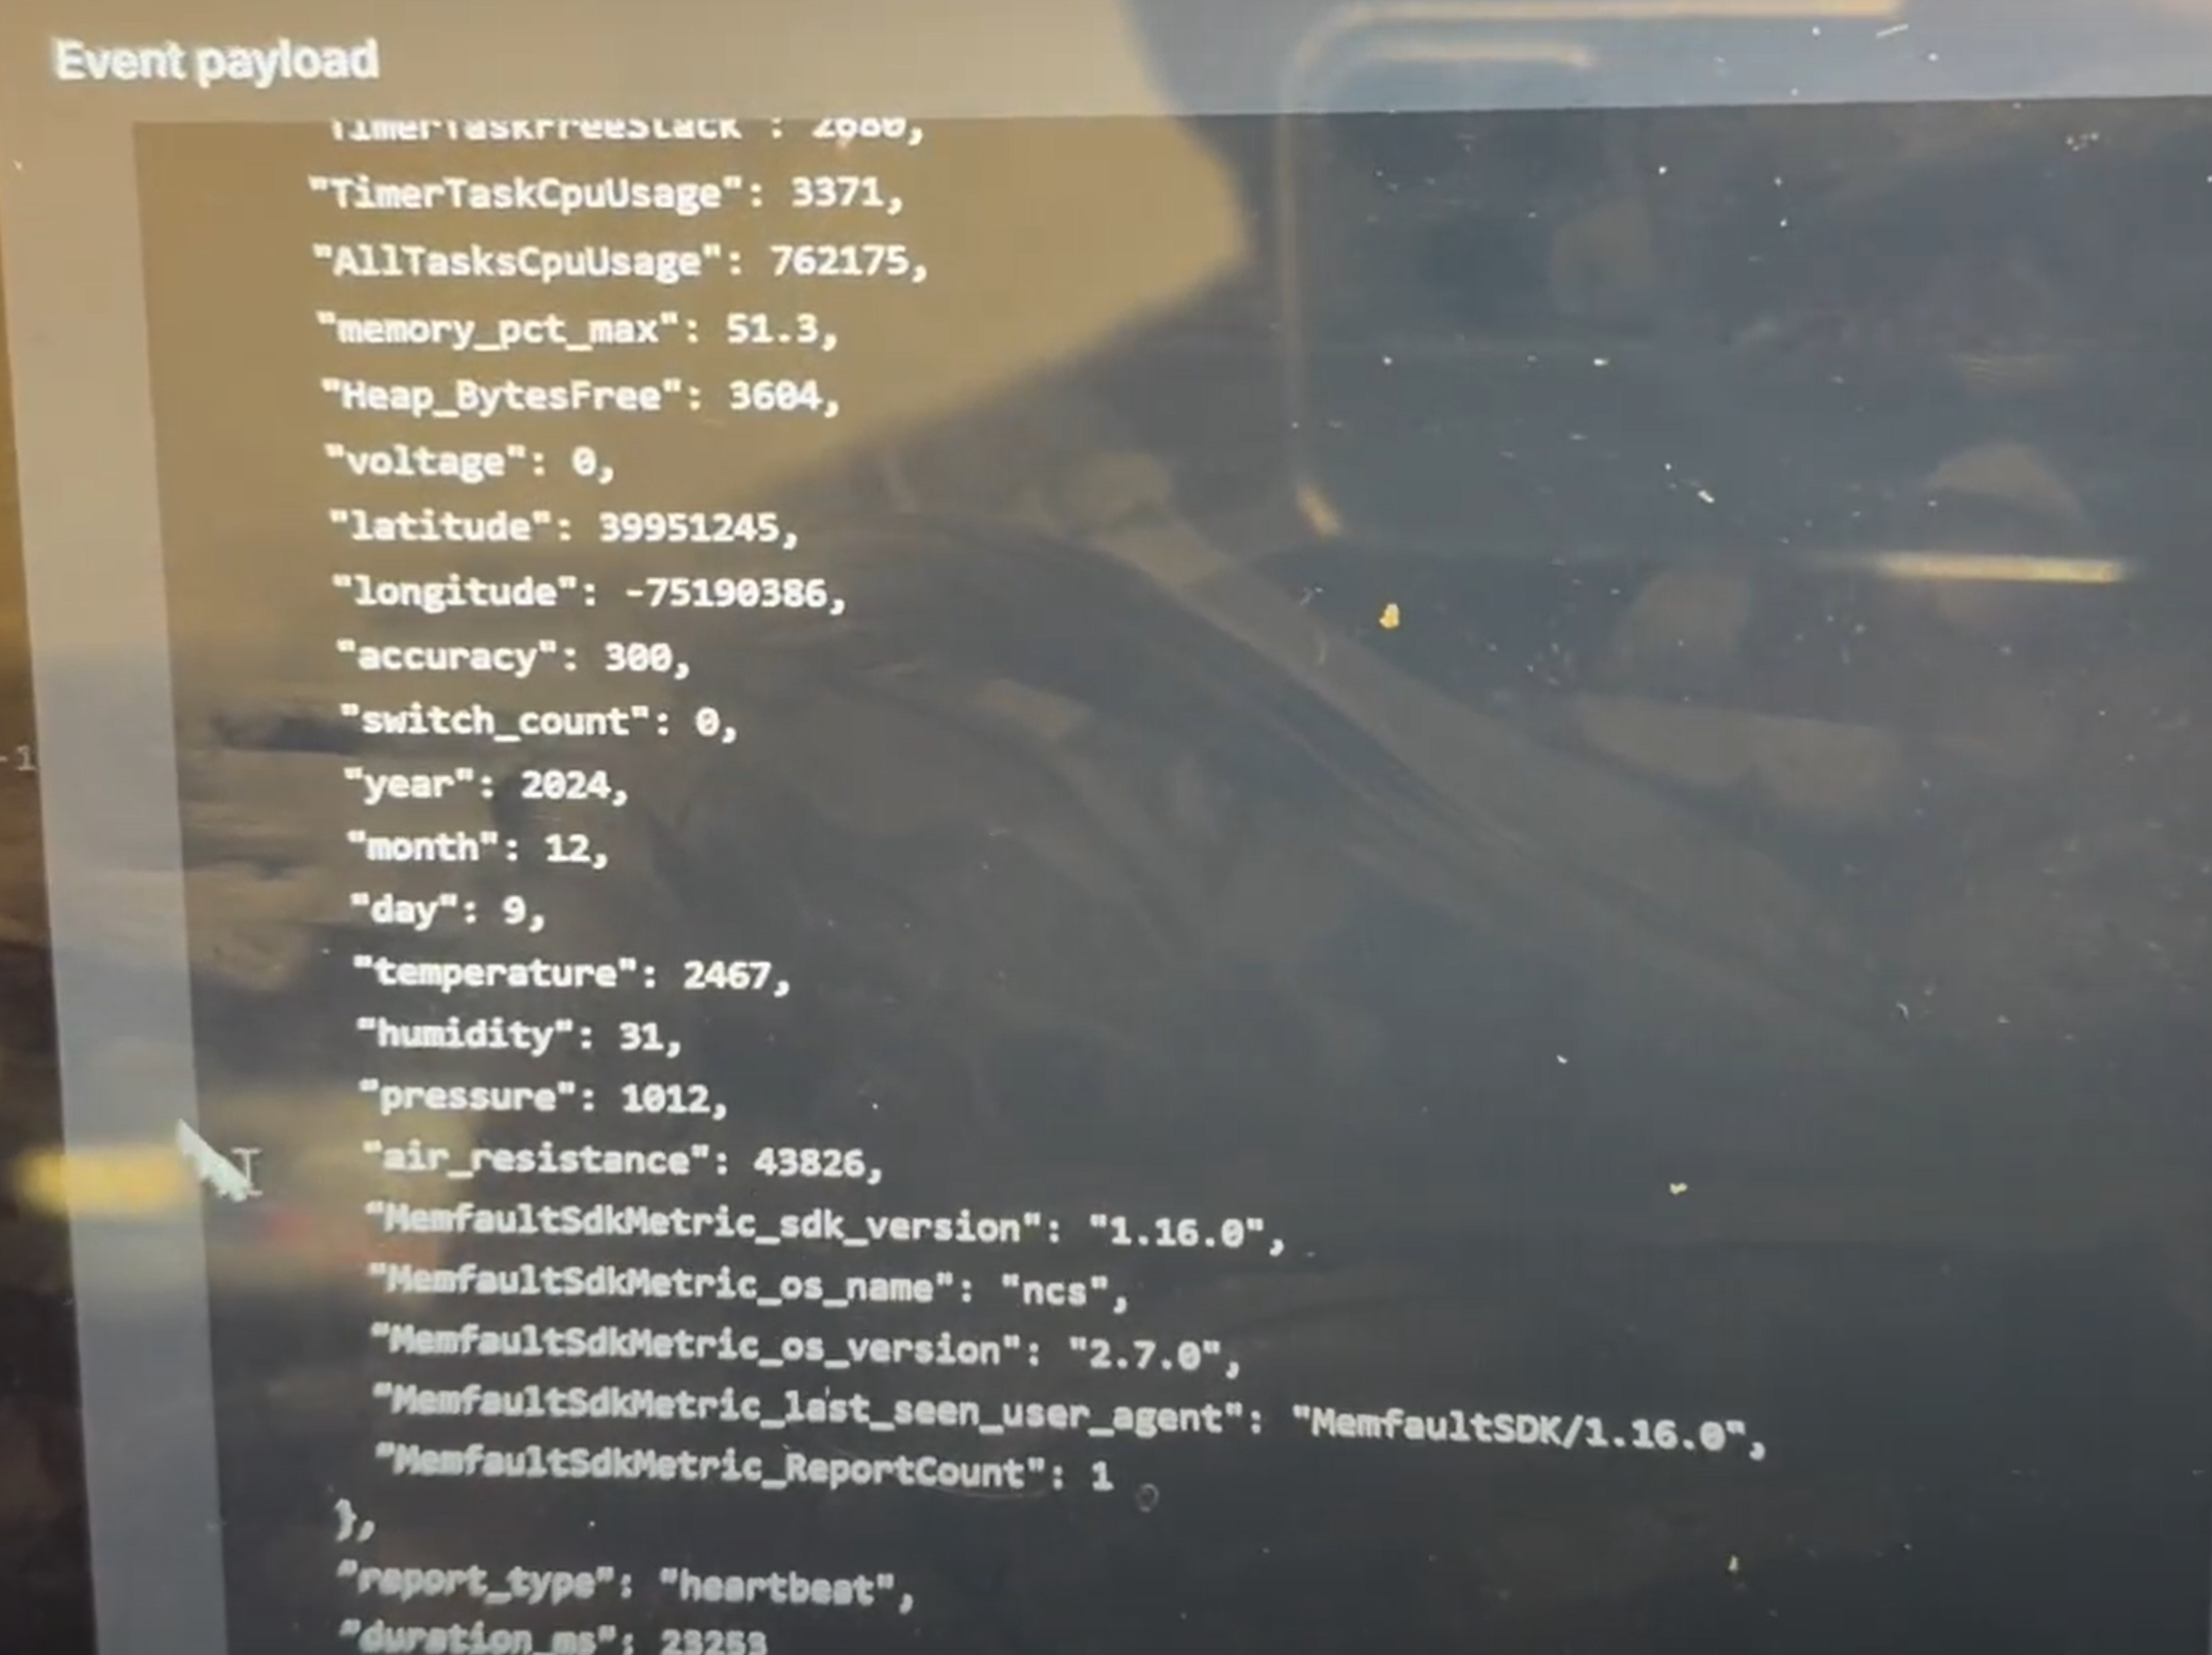 Event payload
TimerTaskFreeStack": 2680,
"TimerTaskCpuUsage": 3371,
"AllTasksCpuUsage": 762175,
"memory_pct_max": 51.3,
"Heap_BytesFree": 3604,
"voltage": 0,
"latitude": 39951245,
"longitude": -75190386,
"accuracy": 300,
"switch_count": 0,
"year": 2024,
"month": 12,
"day": 9,
"temperature": 2467,
"humidity": 31,
"pressure": 1012,
"air_resistance": 43826,
"MemfaultSdkMetric_sdk_version": "1.16.0",
"MemfaultSdkMetric_os_name": "ncs",
"MemfaultSdkMetric_os_version": "2.7.0",
"MemfaultSdkMetric_last_seen_user_agent": "MemfaultSDK/1.16.0",
"MemfaultSdkMetric_ReportCount": 1
},
"report_type": "heartbeat",
"duration_ms": 23253
-1